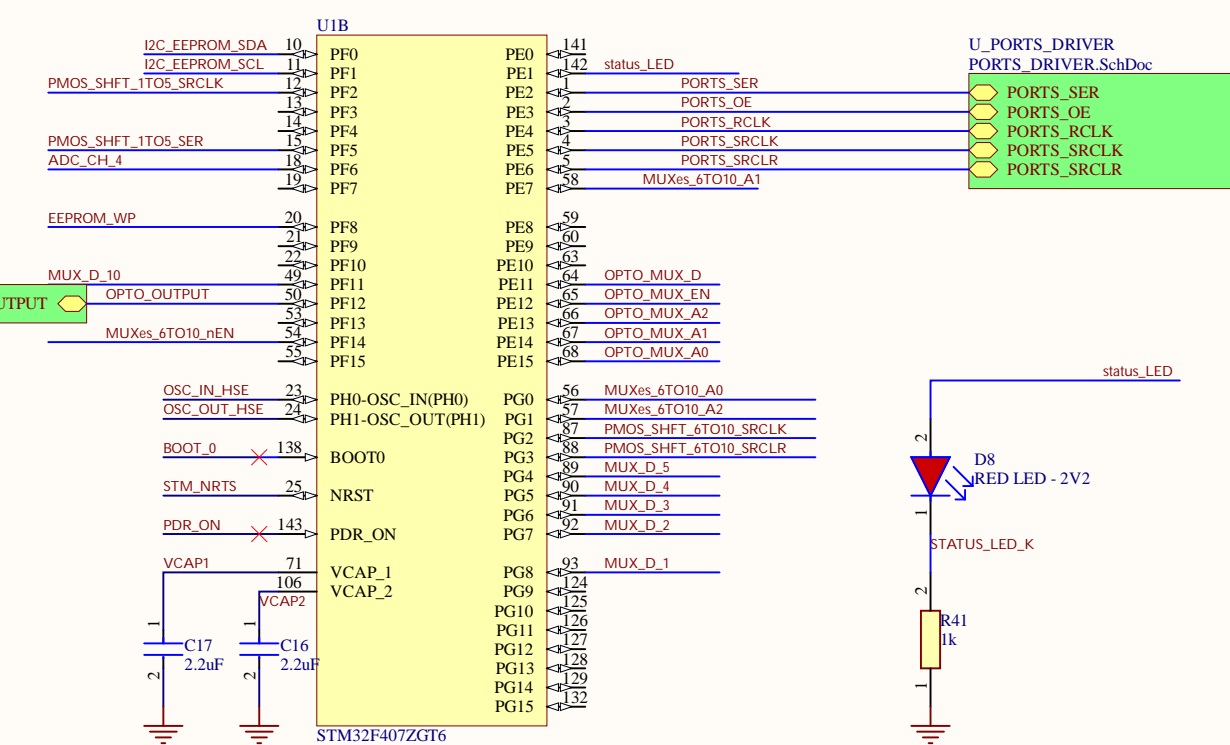 U1B
I2C_EEPROM_SDA 10 PF0 PE0 141
I2C_EEPROM_SCL 11 PF1 PE1 142 status_LED
PMOS_SHFT_1TO5_SRCLK 12 PF2 PE2 1 PORTS_SER
13 PF3 PE3 2 PORTS_OE
14 PF4 PE4 3 PORTS_RCLK
PMOS_SHFT_1TO5_SER 15 PF5 PE5 4 PORTS_SRCLK
ADC_CH_4 18 PF6 PE6 5 PORTS_SRCLR
19 PF7 PE7 58 MUXes_6TO10_A1
EEPROM_WP 20 PF8 PE8 59
21 PF9 PE9 60
22 PF10 PE10 63
MUX_D_10 49 PF11 PE11 64 OPTO_MUX_D
UTPUT OPTO_OUTPUT 50 PF12 PE12 65 OPTO_MUX_EN
53 PF13 PE13 66 OPTO_MUX_A2
MUXes_6TO10_nEN 54 PF14 PE14 67 OPTO_MUX_A1
55 PF15 PE15 68 OPTO_MUX_A0
OSC_IN_HSE 23 PH0-OSC_IN(PH0) PG0 56 MUXes_6TO10_A0
OSC_OUT_HSE 24 PH1-OSC_OUT(PH1) PG1 57 MUXes_6TO10_A2
PG2 87 PMOS_SHFT_6TO10_SRCLK
BOOT_0 138 BOOT0 PG3 88 PMOS_SHFT_6TO10_SRCLR
PG4 89 MUX_D_5
STM_NRTS 25 NRST PG5 90 MUX_D_4
PG6 91 MUX_D_3
PDR_ON 143 PDR_ON PG7 92 MUX_D_2
VCAP1 71 VCAP_1 PG8 93 MUX_D_1
VCAP2 106 VCAP_2 PG9 124
PG10 125
PG11 126
PG12 127
PG13 128
PG14 129
PG15 132
1 C17 2.2uF 2
1 C16 2.2uF 2
STM32F407ZGT6
U_PORTS_DRIVER
PORTS_DRIVER.SchDoc
PORTS_SER
PORTS_OE
PORTS_RCLK
PORTS_SRCLK
PORTS_SRCLR
status_LED
2
D8
RED LED - 2V2
1
STATUS_LED_K
2
R41
1k
1